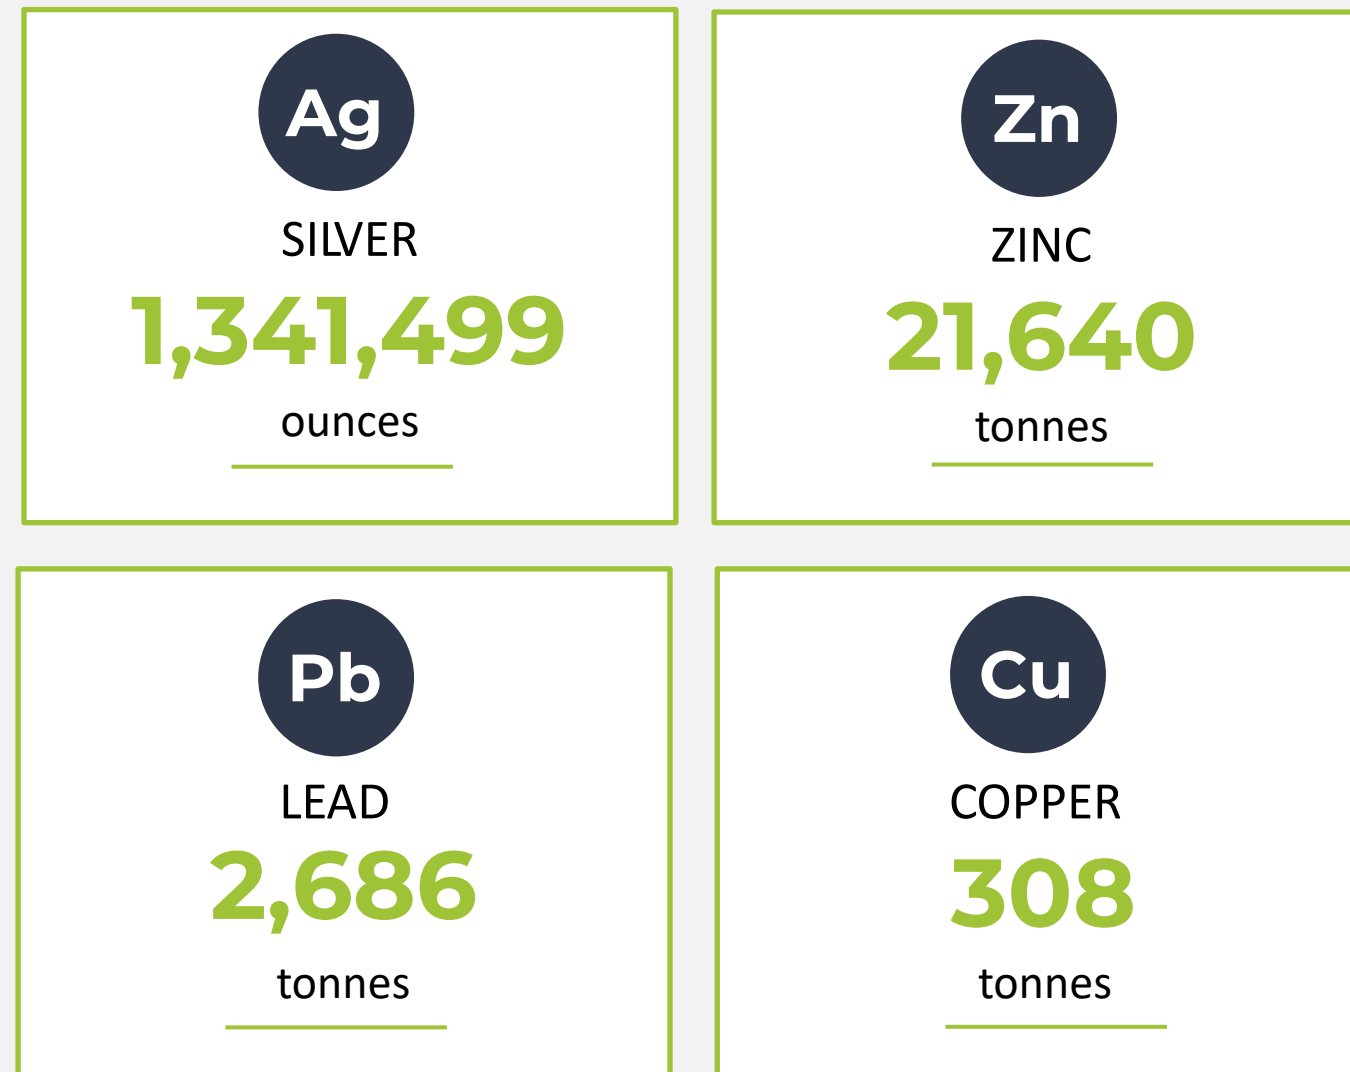 Ag
SILVER
1,341,499
ounces
Zn
ZINC
21,640
tonnes
Pb
LEAD
2,686
tonnes
Cu
COPPER
308
tonnes